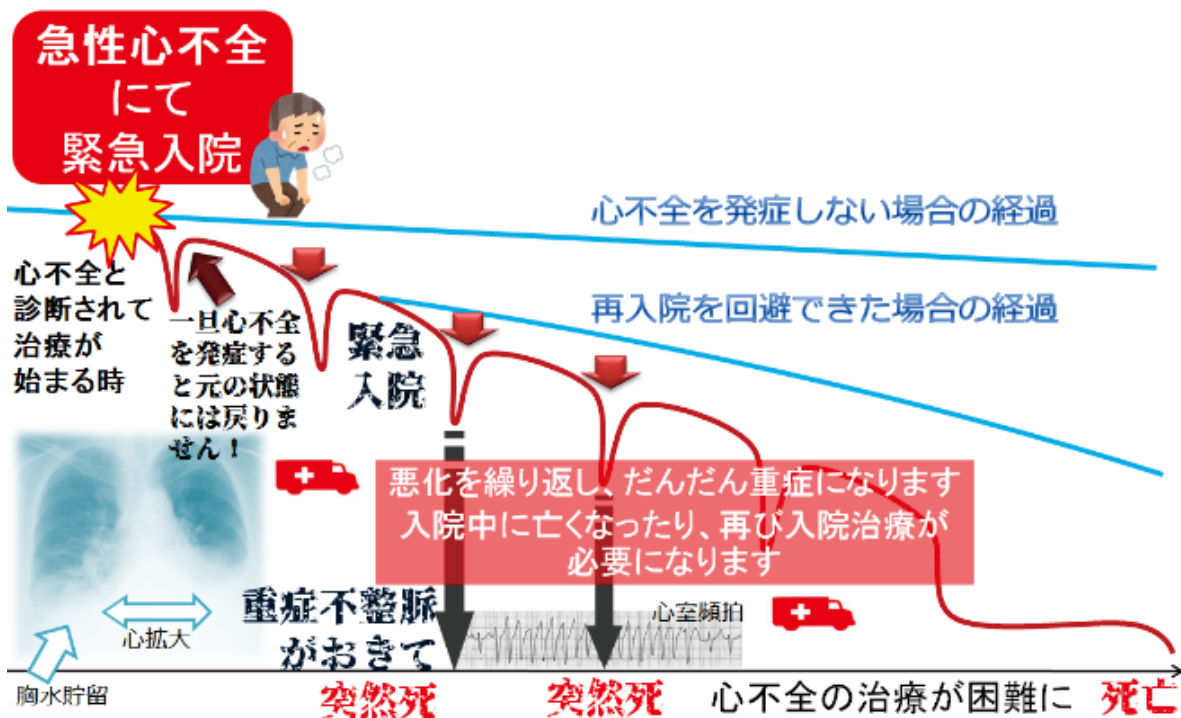 急性心不全
にて
緊急入院
心不全を発症しない場合の経過
心不全と
診断されて
治療が
始まる時
一旦心不全
を発症する
と元の状態
には戻りま
せん！
緊急
入院
再入院を回避できた場合の経過
悪化を繰り返し、だんだん重症になります
入院中に亡くなったり、再び入院治療が
必要になります
心拡大
胸水貯留
重症不整脈
がおきて
心室頻拍
突然死
突然死
心不全の治療が困難に
死亡